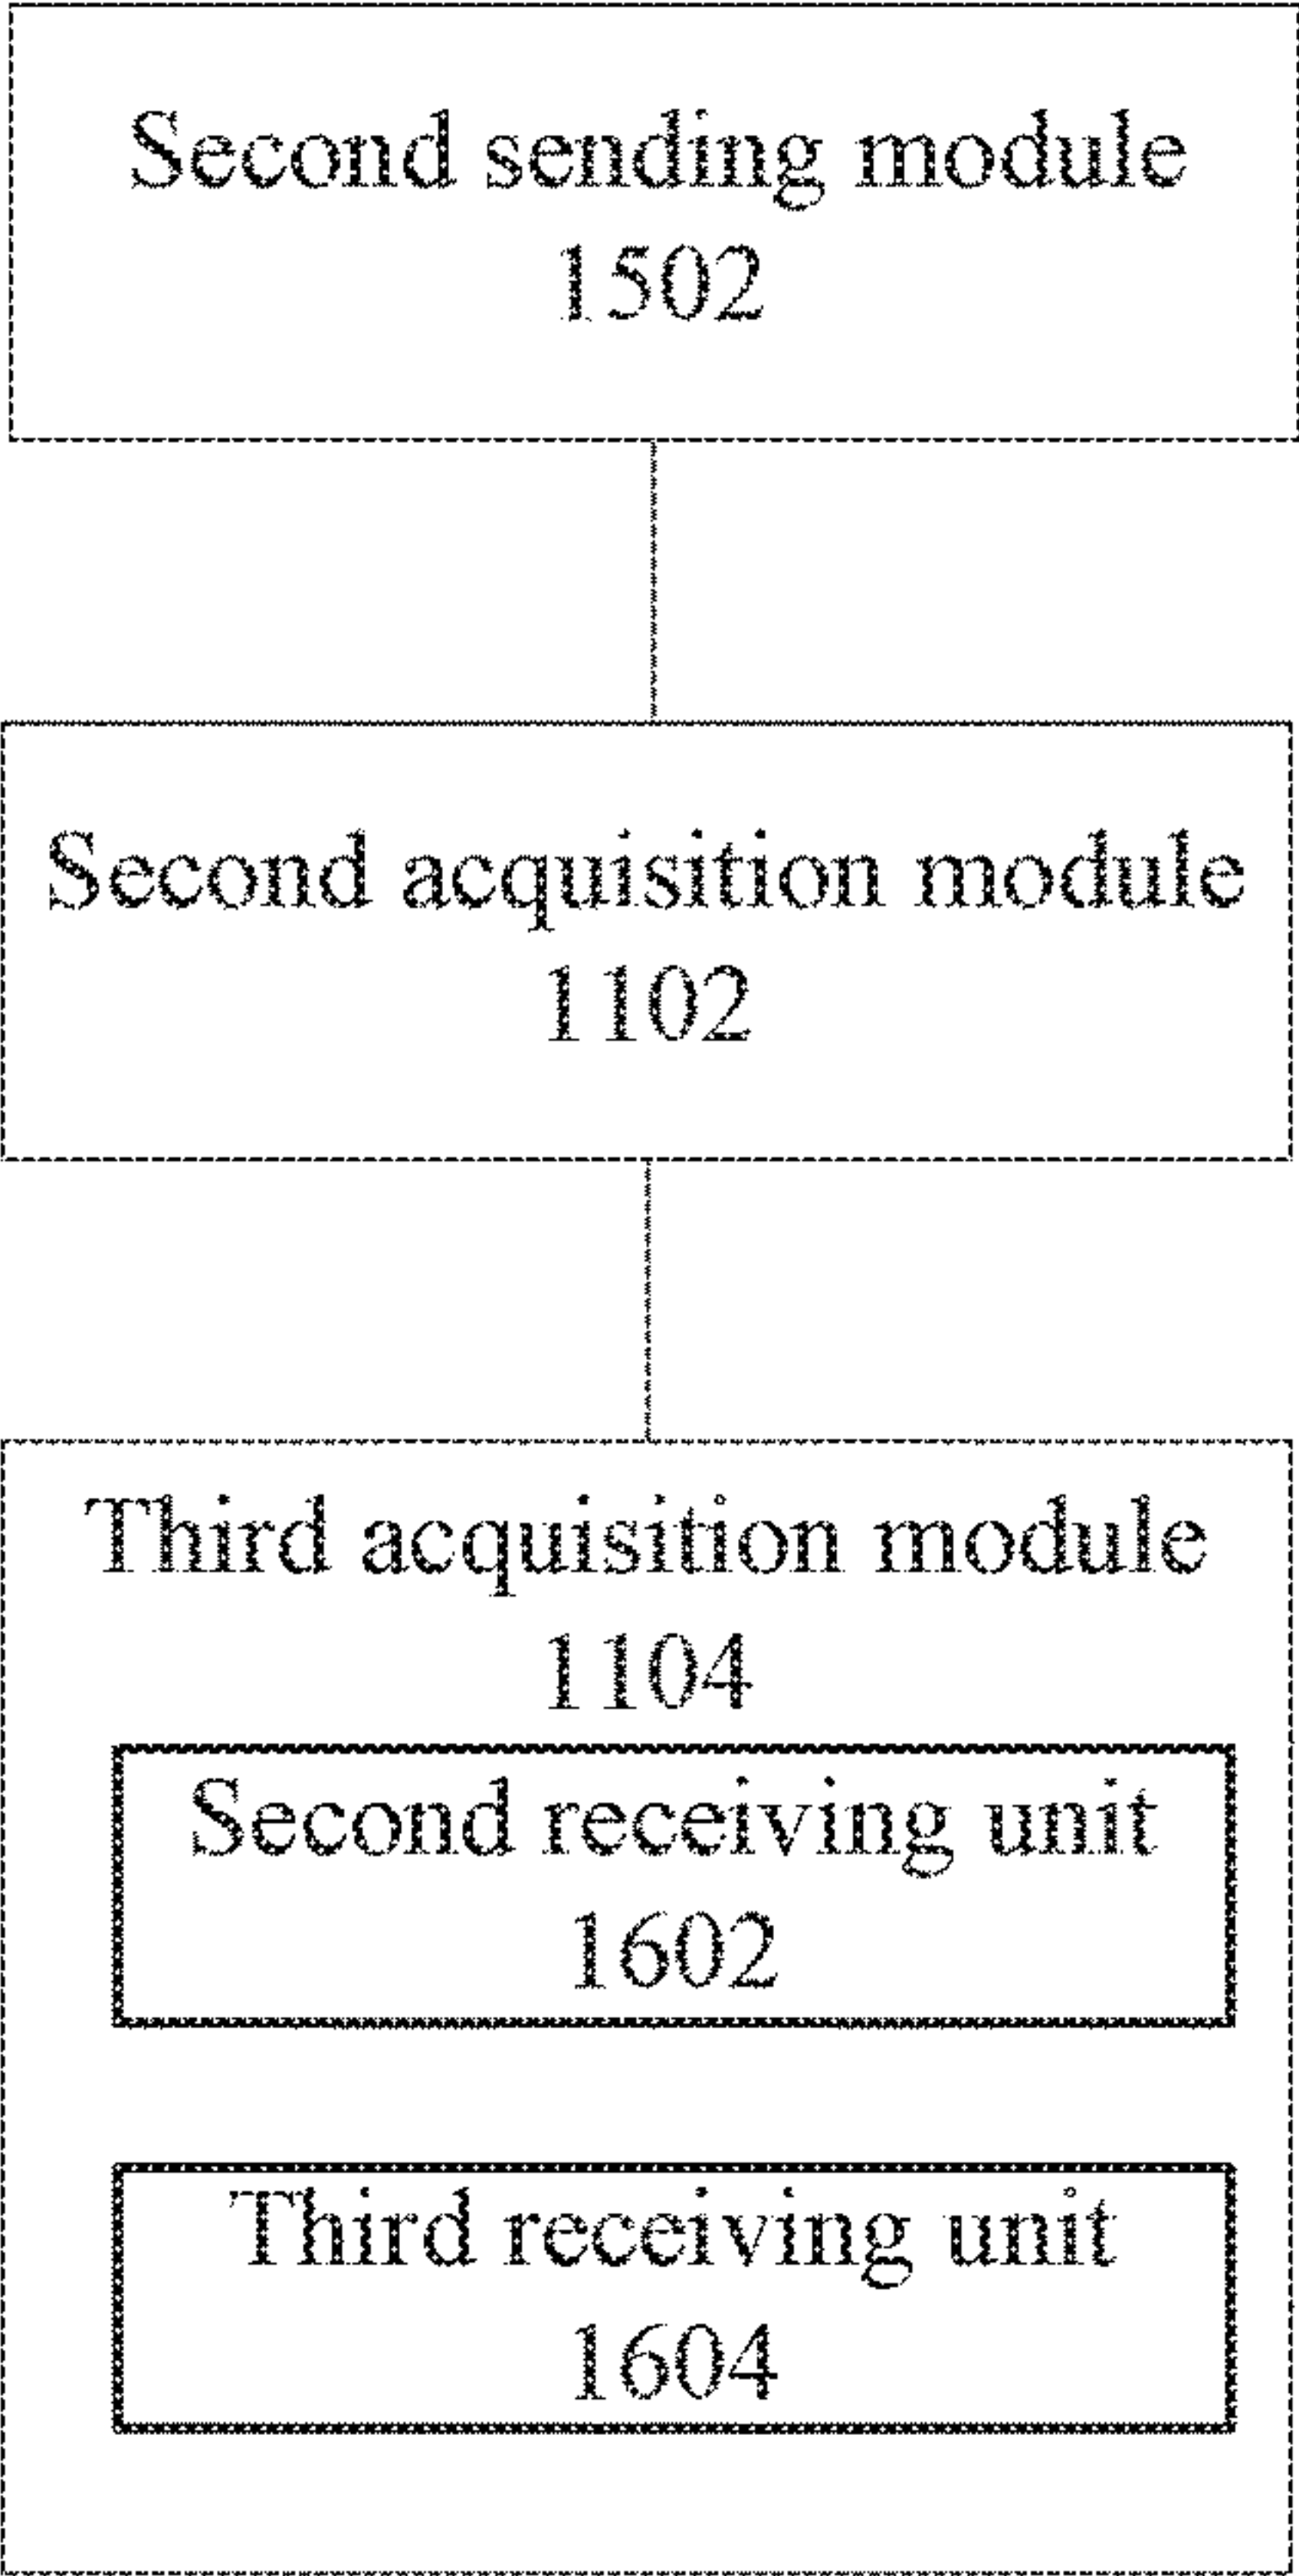 Second sending module
1502
Second acquisition module
1102
Third acquisition module
1104
Second receiving unit
1602
Third receiving unit
1604